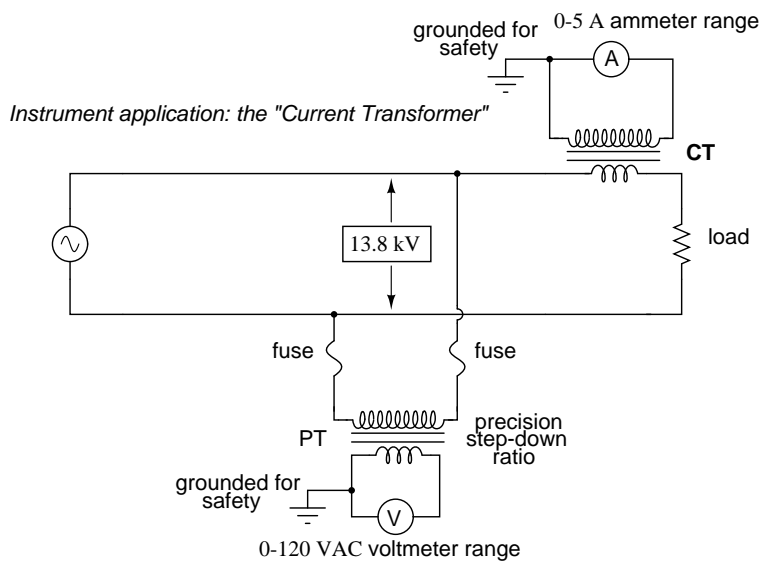 grounded for
safety
0-5 A ammeter range
A
Instrument application: the "Current Transformer"
CT
13.8 kV
load
fuse
fuse
PT
precision
step-down
ratio
grounded for
safety
V
0-120 VAC voltmeter range